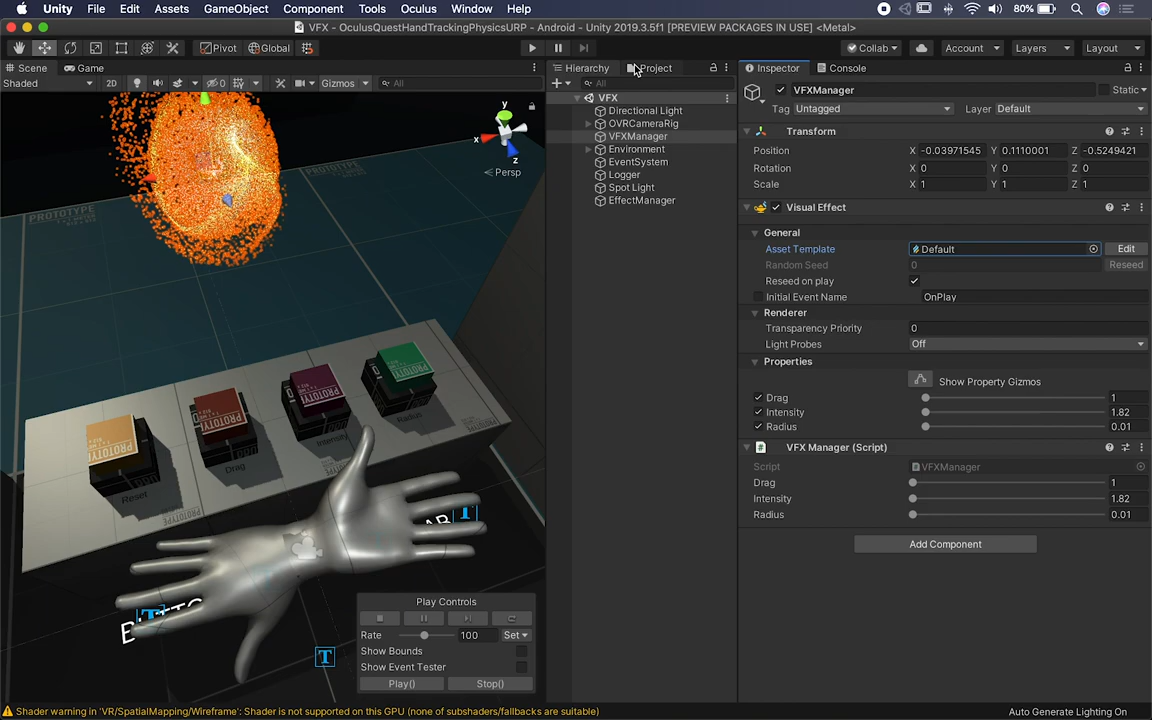 Unity File Edit Assets GameObject Component Tools Oculus Window Help 80%
VFX - OculusQuestHandTrackingPhysicsURP - Android - Unity 2019.3.5f1 [PREVIEW PACKAGES IN USE] <Metal>
Pivot Global Collab Account Layers Layout
Scene Game Hierarchy Project Inspector Console
Shaded 2D 0 Gizmos All All
VFX
Directional Light
OVRCameraRig
VFXManager
Environment
EventSystem
Logger
Spot Light
EffectManager
VFXManager Static
Tag Untagged Layer Default
Transform
Position X -0.03971545 Y 0.1110001 Z -0.5249421
Rotation X 0 Y 0 Z 0
Scale X 1 Y 1 Z 1
Visual Effect
General
Asset Template Default Edit
Random Seed 0 Reseed
Reseed on play
Initial Event Name OnPlay
Renderer
Transparency Priority 0
Light Probes Off
Properties
Show Property Gizmos
Drag 1
Intensity 1.82
Radius 0.01
VFX Manager (Script)
Script VFXManager
Drag 1
Intensity 1.82
Radius 0.01
Add Component
y
x
z
Persp
PROTOTYPE
PROTOTYPE
Reset
Drag
Intensity
Radius
Play Controls
Rate 100 Set
Show Bounds
Show Event Tester
Play() Stop()
Shader warning in 'VR/SpatialMapping/Wireframe': Shader is not supported on this GPU (none of subshaders/fallbacks are suitable)
Auto Generate Lighting On